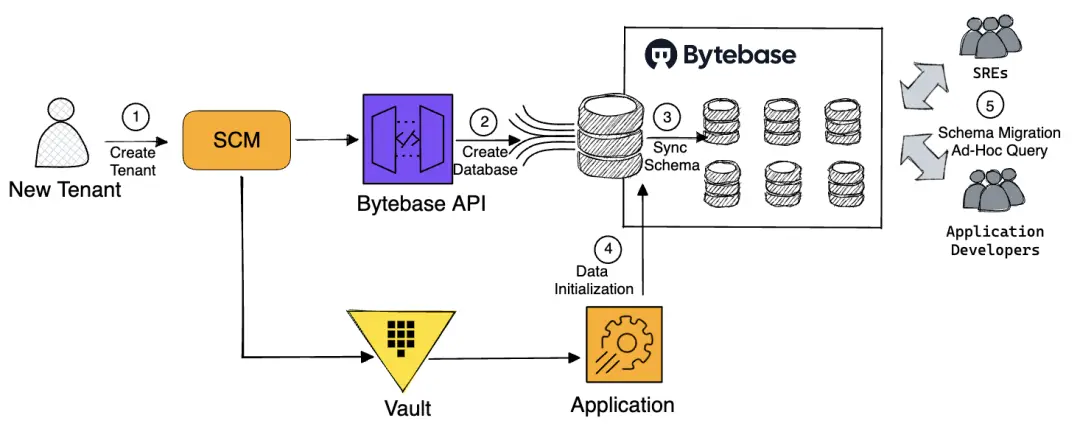 New Tenant
1
Create
Tenant
SCM
Bytebase API
2
Create
Database
Bytebase
3
Sync
Schema
4
Data
Initialization
Vault
Application
SREs
5
Schema Migration
Ad-Hoc Query
Application
Developers